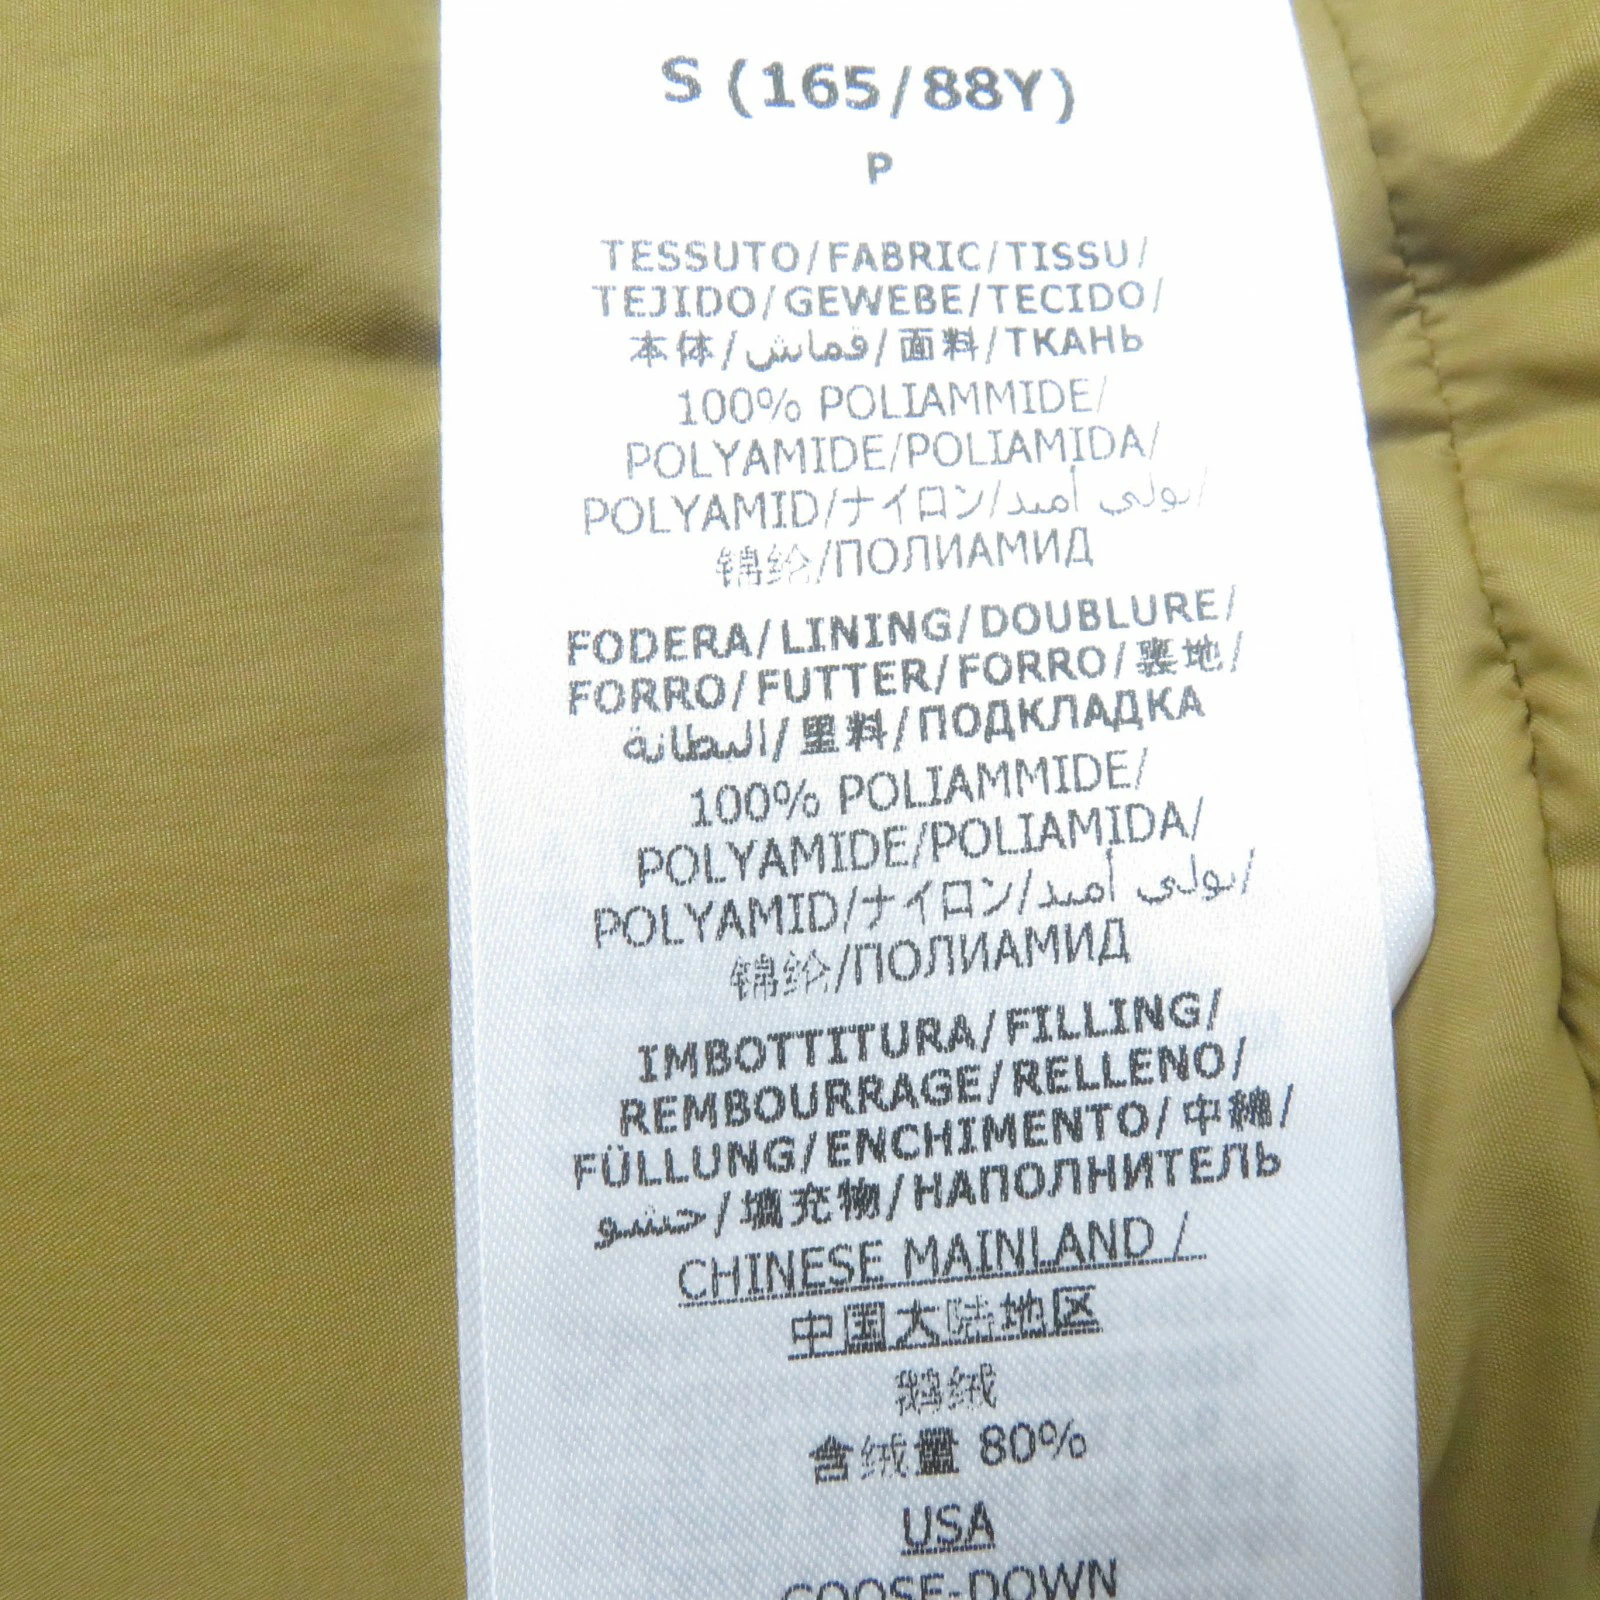 S (165/88Y)
P
TESSUTO/FABRIC/TISSU/
TEJIDO/GEWEBE/TECIDO/
本体/قماش/面料/ТКАНЬ
100% POLIAMMIDE/
POLYAMIDE/POLIAMIDA/
POLYAMID/ナイロン/بولي أميد/
锦纶/ПОЛИАМИД
FODERA/LINING/DOUBLURE/
FORRO/FUTTER/FORRO/裏地/
البطانة/里料/ПОДКЛАДКА
100% POLIAMMIDE/
POLYAMIDE/POLIAMIDA/
POLYAMID/ナイロン/بولي أميد/
锦纶/ПОЛИАМИД
IMBOTTITURA/FILLING/
REMBOURRAGE/RELLENO/
FÜLLUNG/ENCHIMENTO/中綿/
حشو/填充物/НАПОЛНИТЕЛЬ
CHINESE MAINLAND /
中国大陆地区
鹅绒
含绒量 80%
USA
GOOSE-DOWN